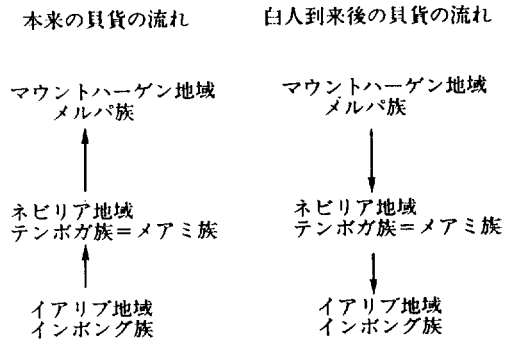 本来の貝貨の流れ
マウントハーゲン地域
メルパ族
ネビリア地域
テンボガ族＝メアミ族
イアリブ地域
インボング族
白人到来後の貝貨の流れ
マウントハーゲン地域
メルパ族
ネビリア地域
テンボガ族＝メアミ族
イアリブ地域
インボング族